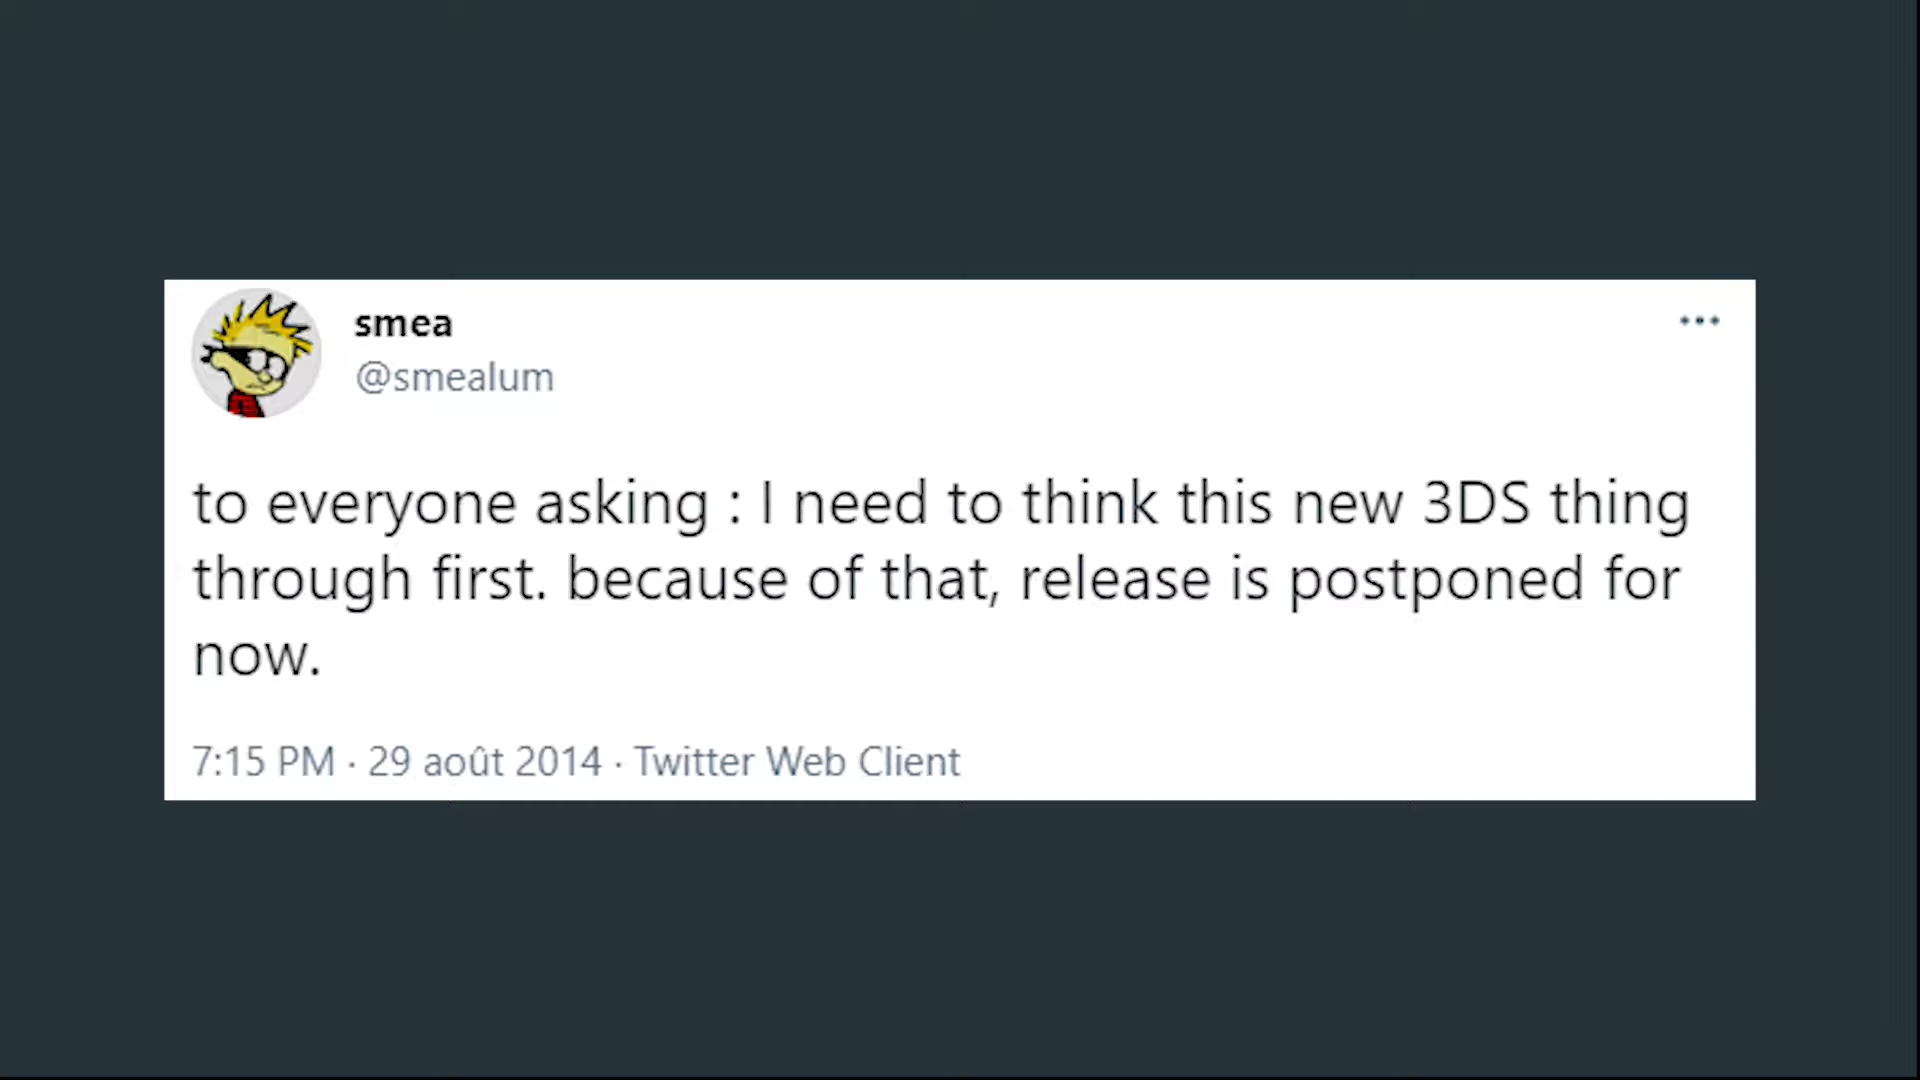 smea
@smealum
to everyone asking : I need to think this new 3DS thing
through first. because of that, release is postponed for
now.
7:15 PM · 29 août 2014 · Twitter Web Client